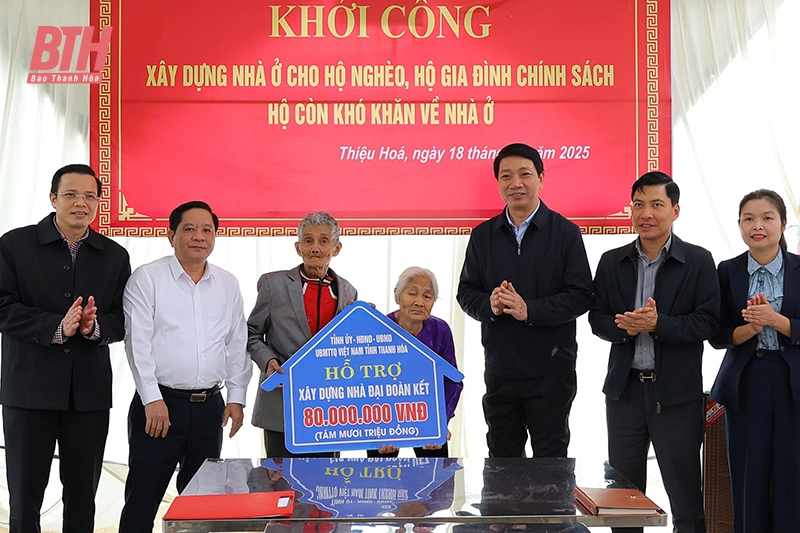 BTH
Báo Thanh Hóa
KHỞI CÔNG
XÂY DỰNG NHÀ Ở CHO HỘ NGHÈO, HỘ GIA ĐÌNH CHÍNH SÁCH
HỘ CÒN KHÓ KHĂN VỀ NHÀ Ở
Thiệu Hoá, ngày 18 thán năm 2025
TỈNH ỦY - HĐND- UBND
UBMTTQ VIỆT NAM TỈNH THANH HÓA
HỖ TRỢ
XÂY DỰNG NHÀ ĐẠI ĐOÀN KẾT
80.000.000 VNĐ
(TÁM MƯƠI TRIỆU ĐỒNG)